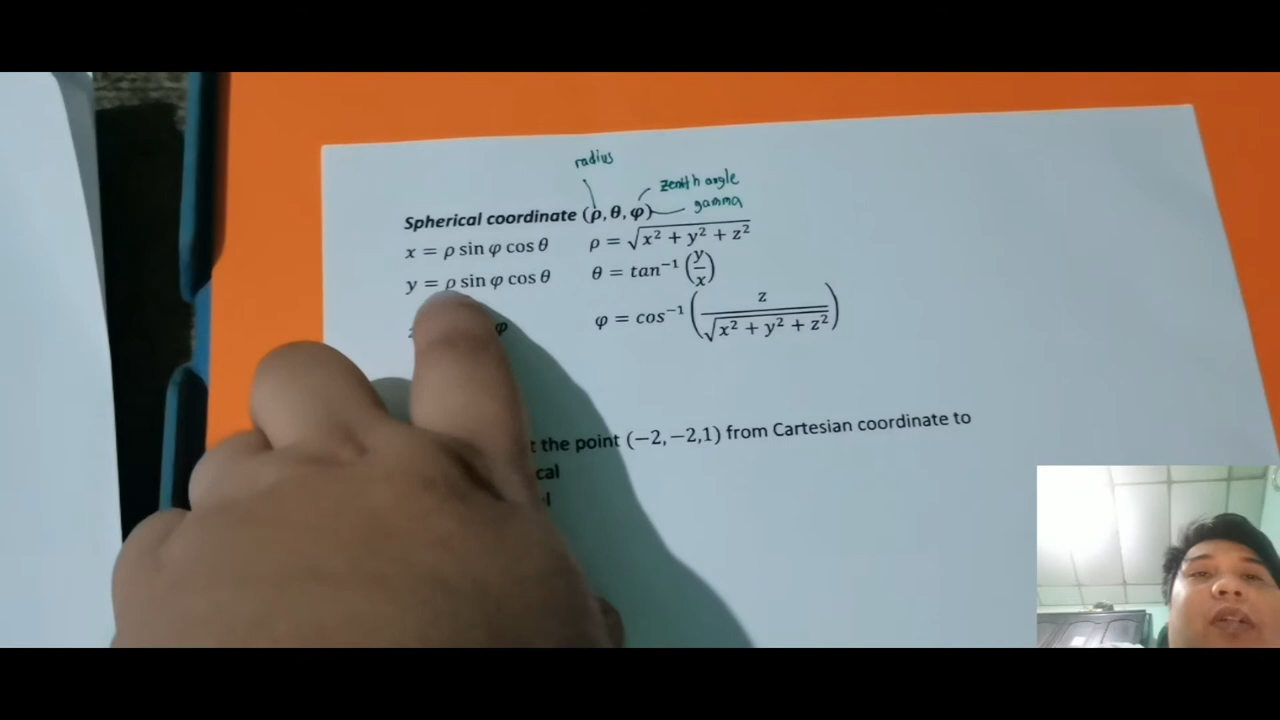 radius
zenith angle
gamma
Spherical coordinate (ρ, θ, φ)
x = ρ sin φ cos θ ρ = √x² + y² + z²
y = ρ sin φ cos θ θ = tan⁻¹ (y/x)
φ φ = cos⁻¹ (z/√x² + y² + z²)
the point (−2, −2,1) from Cartesian coordinate to